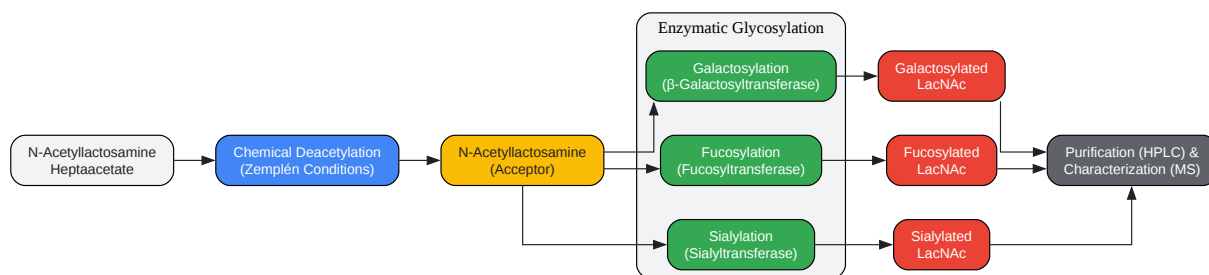 Enzymatic Glycosylation
N-Acetyllactosamine
Heptaacetate
Chemical Deacetylation
(Zemplén Conditions)
N-Acetyllactosamine
(Acceptor)
Galactosylation
(β-Galactosyltransferase)
Fucosylation
(Fucosyltransferase)
Sialylation
(Sialyltransferase)
Galactosylated
LacNAc
Fucosylated
LacNAc
Sialylated
LacNAc
Purification (HPLC) &
Characterization (MS)